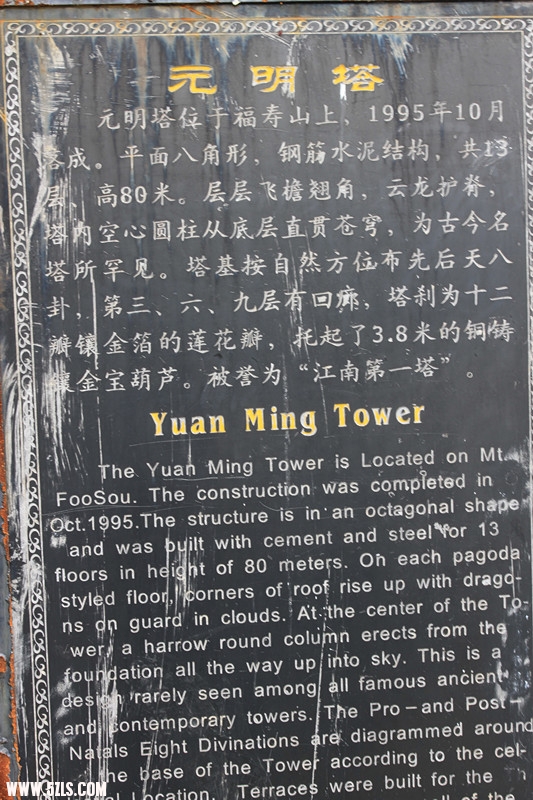 元明塔
元明塔位于福寿山上，1995年10月
落成。平面八角形，钢筋水泥结构，共13
层、高80米。层层飞檐翘角，云龙护脊，
塔内空心圆柱从底层直贯苍穹，为古今名
塔所罕见。塔基按自然方位布先后天八
卦，第三、六、九层有回廊，塔刹为十二
瓣镶金箔的莲花瓣，托起了3.8米的铜铸
镶金宝葫芦。被誉为“江南第一塔”。
Yuan Ming Tower
The Yuan Ming Tower is Located on Mt.
FooSou. The construction was completed in
Oct.1995.The structure is in an octagonal shape
and was built with cement and steel for 13
floors in height of 80 meters. On each pagoda
styled floor, corners of roof rise up with drago-
ns on guard in clouds. At the center of the To-
wer, a harrow round column erects from the
foundation all the way up into sky. This is a
design rarely seen among all famous ancient
and contemporary towers. The Pro-and Post-
Natals Eight Divinations are diagrammed around
the base of the Tower according to the cel-
Location. Terraces were built for the
of the
WWW.GZLS.COM